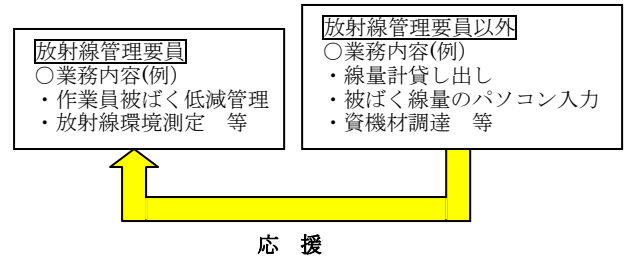 放射線管理要員
○業務内容(例)
・作業員被ばく低減管理
・放射線環境測定　等
放射線管理要員以外
○業務内容(例)
・線量計貸し出し
・被ばく線量のパソコン入力
・資機材調達　等
応　援